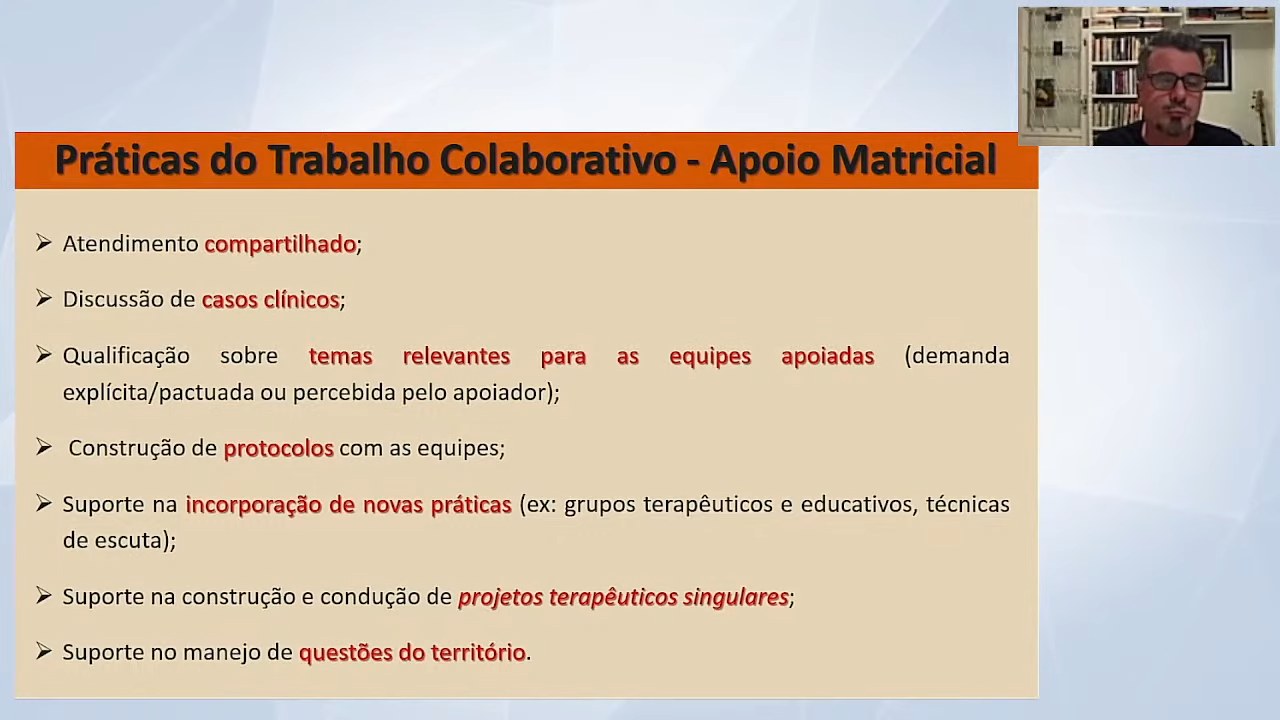 Práticas do Trabalho Colaborativo - Apoio Matricial
➢ Atendimento compartilhado;
➢ Discussão de casos clínicos;
➢ Qualificação sobre temas relevantes para as equipes apoiadas (demanda
explícita/pactuada ou percebida pelo apoiador);
➢ Construção de protocolos com as equipes;
➢ Suporte na incorporação de novas práticas (ex: grupos terapêuticos e educativos, técnicas
de escuta);
➢ Suporte na construção e condução de projetos terapêuticos singulares;
➢ Suporte no manejo de questões do território.